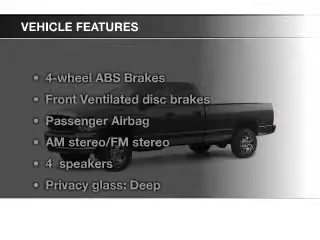 VEHICLE FEATURES
• 4-wheel ABS Brakes
• Front Ventilated disc brakes
• Passenger Airbag
• AM stereo/FM stereo
• 4 speakers
• Privacy glass: Deep